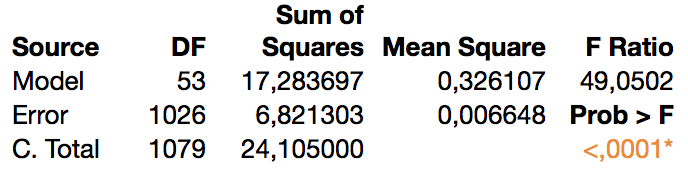 Sum of
Source DF Squares Mean Square F Ratio
Model 53 17,283697 0,326107 49,0502
Error 1026 6,821303 0,006648 Prob > F
C. Total 1079 24,105000 <,0001*